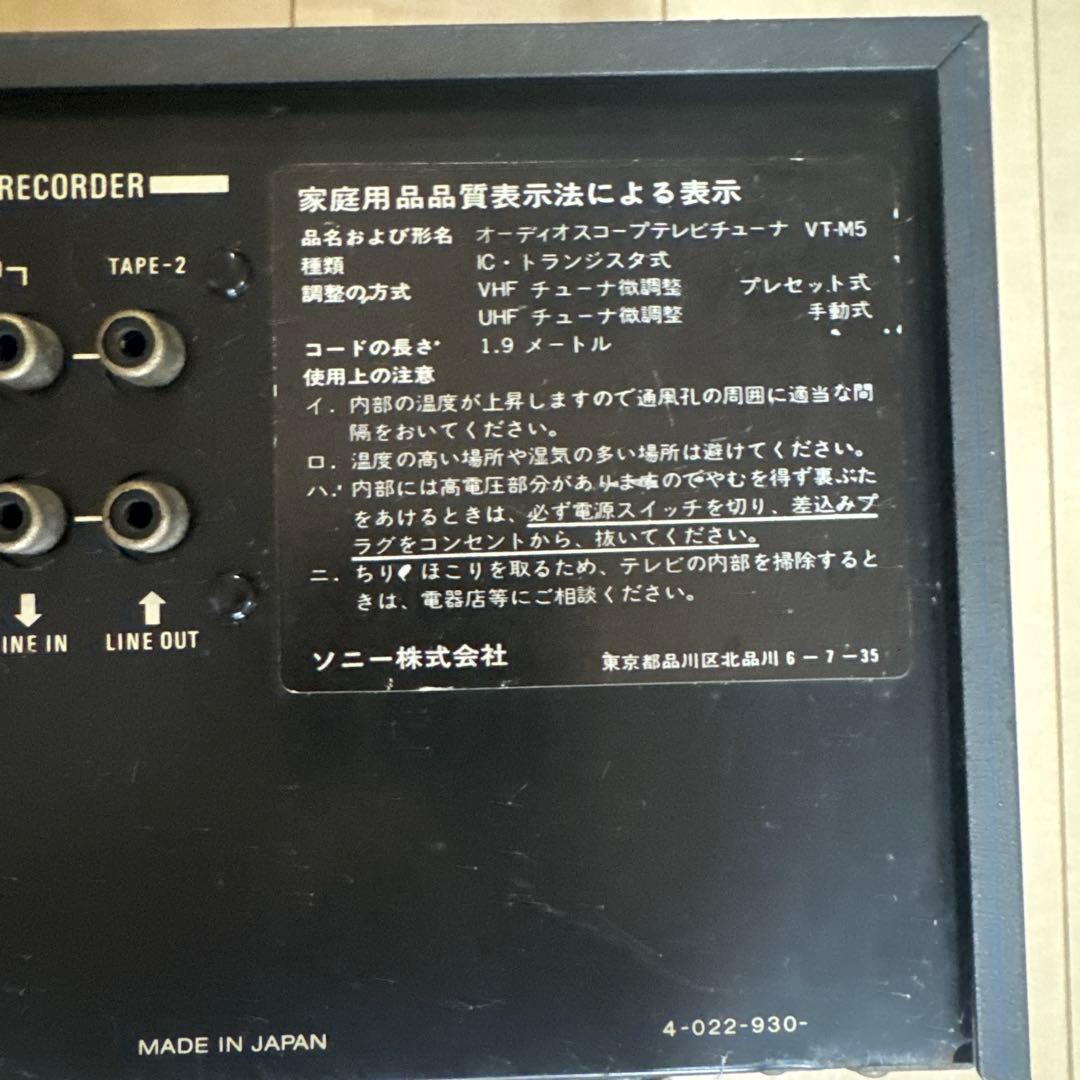 RECORDER
TAPE-2
INE IN
LINE OUT
家庭用品品質表示法による表示
品名および形名 オーディオスコープテレビチューナ VT-M5
種類 IC・トランジスタ式
調整の方式 VHF チューナ微調整 プレセット式
UHF チューナ微調整 手動式
コードの長さ 1.9 メートル
使用上の注意
イ. 内部の温度が上昇しますので通風孔の周囲に適当な間
隔をおいてください。
ロ. 温度の高い場所や湿気の多い場所は避けてください。
ハ. 内部には高電圧部分がありますのでやむを得ず裏ぶた
をあけるときは、必ず電源スイッチを切り、差込みプ
ラグをコンセントから、抜いてください。
ニ. ちり、ほこりを取るため、テレビの内部を掃除すると
きは、電器店等にご相談ください。
ソニー株式会社 東京都品川区北品川 6-7-35
MADE IN JAPAN
4-022-930-